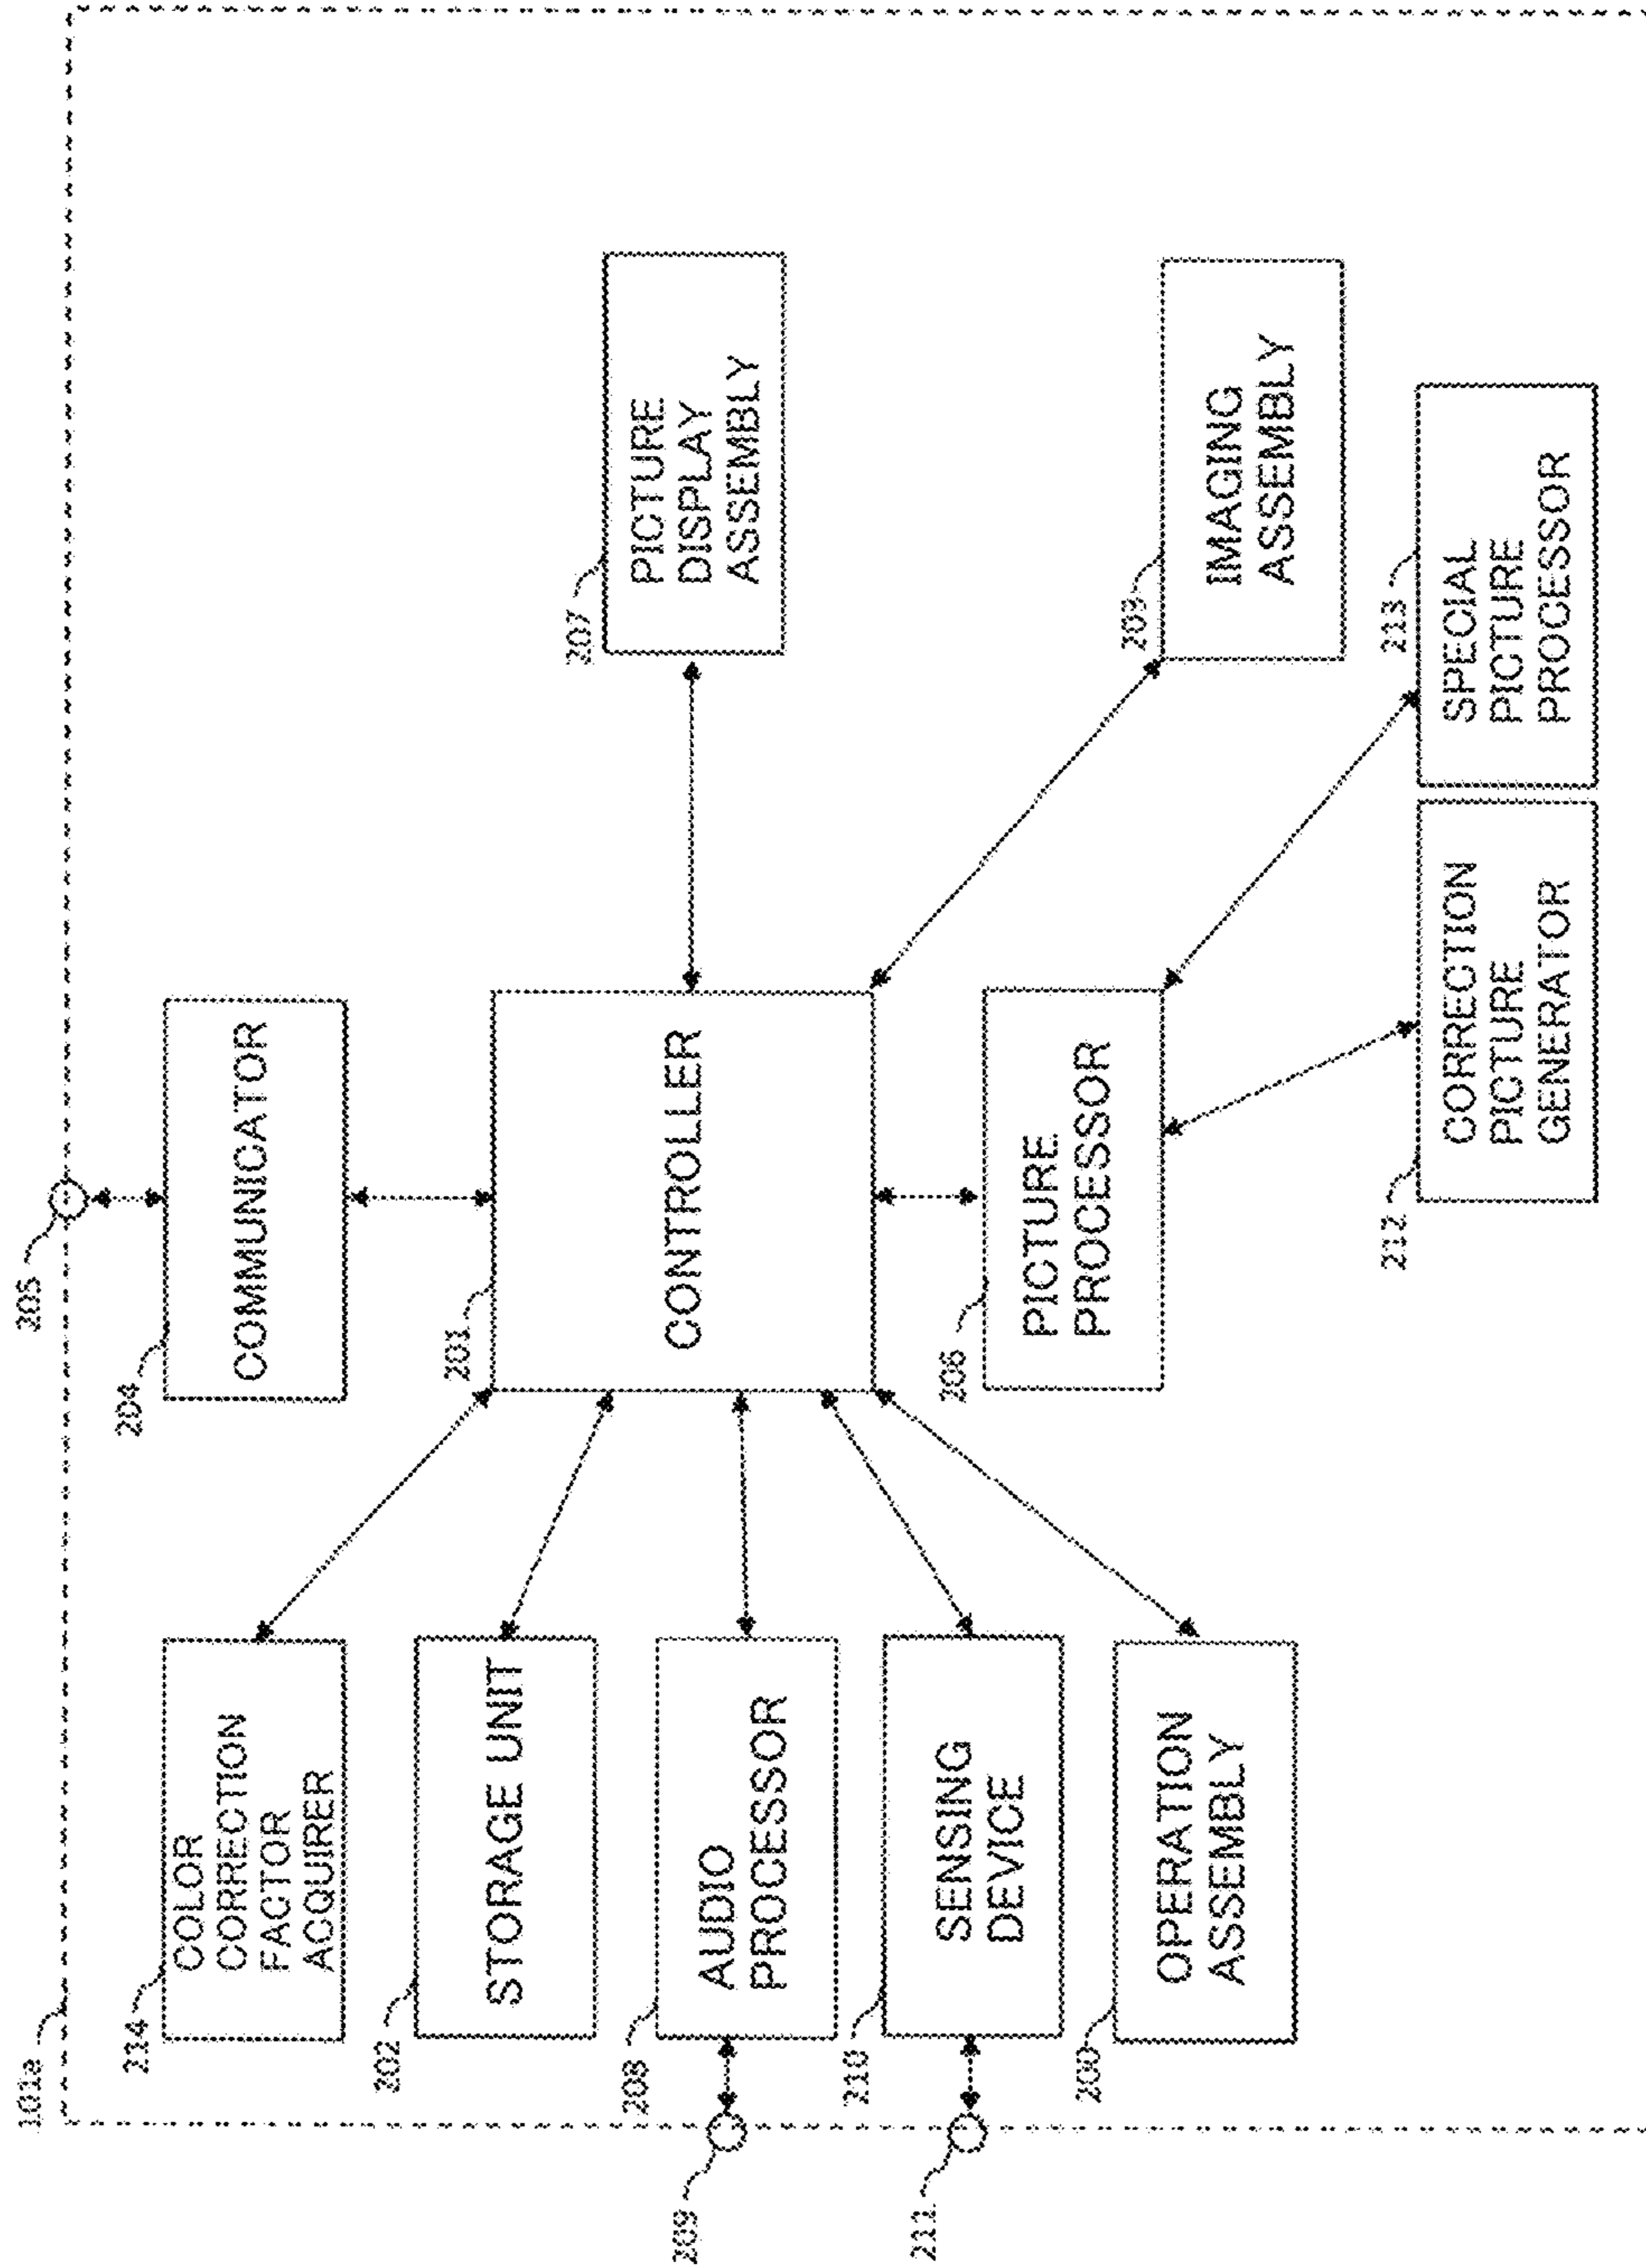 101a
205
214
COLOR
CORRECTION
FACTOR
ACQUIRER
204
COMMUNICATOR
202
STORAGE UNIT
201
CONTROLLER
207
PICTURE
DISPLAY
ASSEMBLY
209
208
AUDIO
PROCESSOR
211
210
SENSING
DEVICE
206
PICTURE
PROCESSOR
203
IMAGING
ASSEMBLY
200
OPERATION
ASSEMBLY
212
CORRECTION
PICTURE
GENERATOR
213
SPECIAL
PICTURE
PROCESSOR